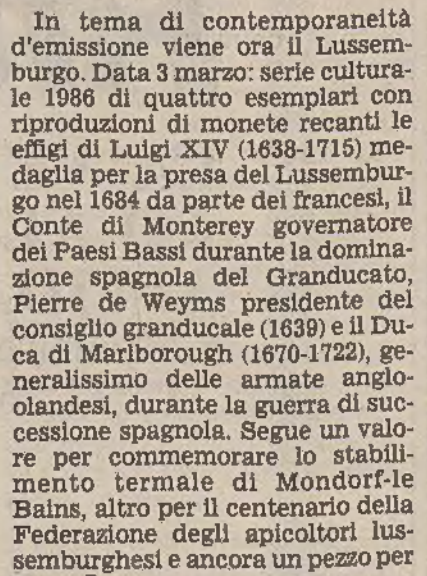 In tema di contemporaneità
d'emissione viene ora il Lussem-
burgo. Data 3 marzo: serie cultura-
le 1986 di quattro esemplari con
riproduzioni di monete recanti le
effigi di Luigi XIV (1638-1715) me-
daglia per la presa del Lussembur-
go nel 1684 da parte dei francesi, il
Conte di Monterey governatore
dei Paesi Bassi durante la domina-
zione spagnola del Granducato,
Pierre de Weyms presidente del
consiglio granducale (1639) e il Du-
ca di Marlborough (1670-1722), ge-
neralissimo delle armate anglo-
olandesi, durante la guerra di suc-
cessione spagnola. Segue un valo-
re per commemorare lo stabili-
mento termale di Mondorf-le
Bains, altro per il centenario della
Federazione degli apicoltori lus-
semburghesi e ancora un pezzo per